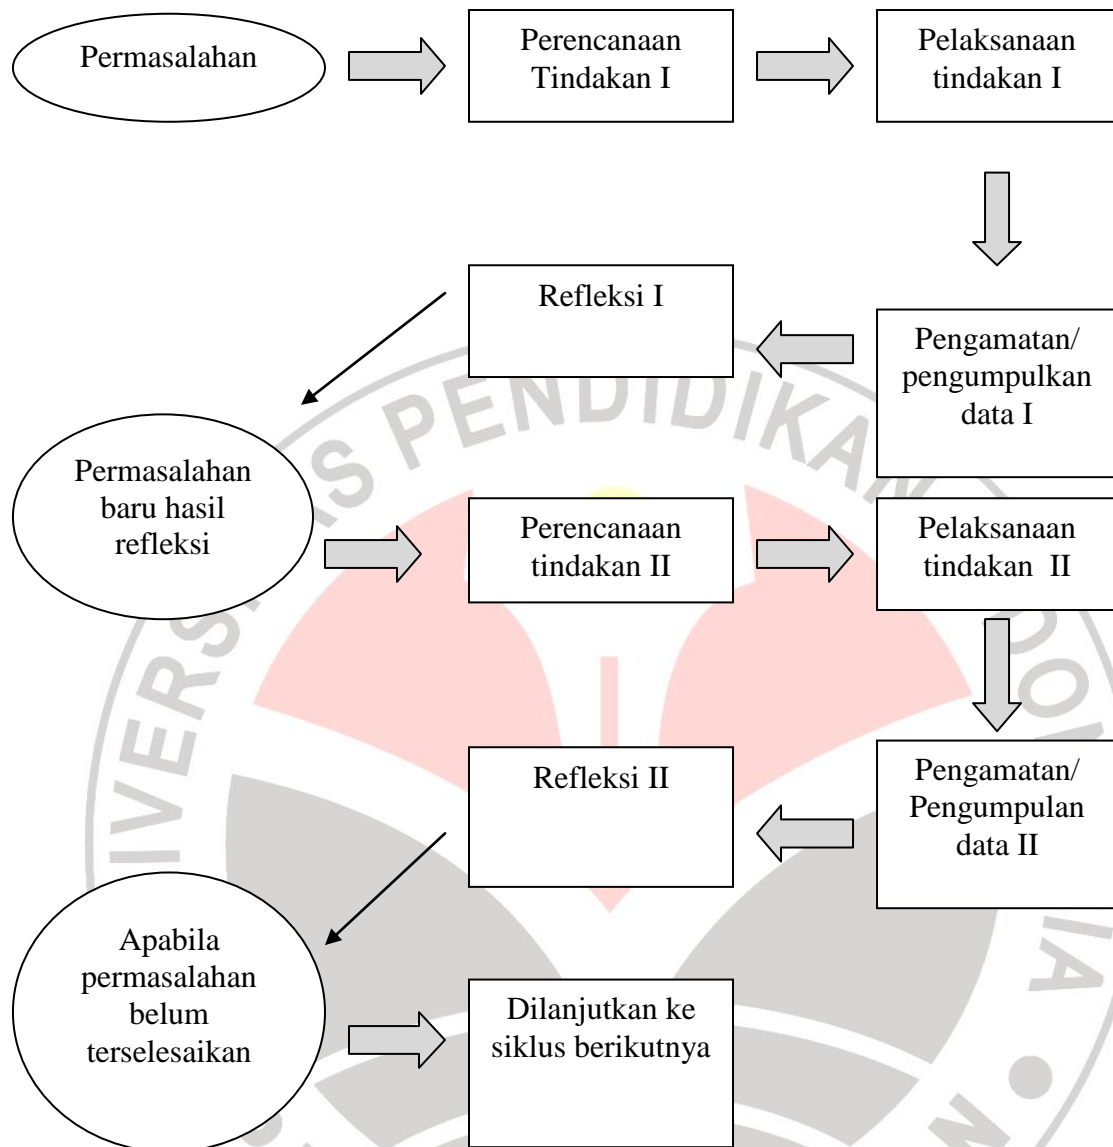 Permasalahan
Perencanaan
Tindakan I
Pelaksanaan
tindakan I
Refleksi I
Pengamatan/
pengumpulkan
data I
Permasalahan
baru hasil
refleksi
Perencanaan
tindakan II
Pelaksanaan
tindakan  II
Refleksi II
Pengamatan/
Pengumpulan
data II
Apabila
permasalahan
belum
terselesaikan
Dilanjutkan ke
siklus berikutnya
PENDIDIKAN